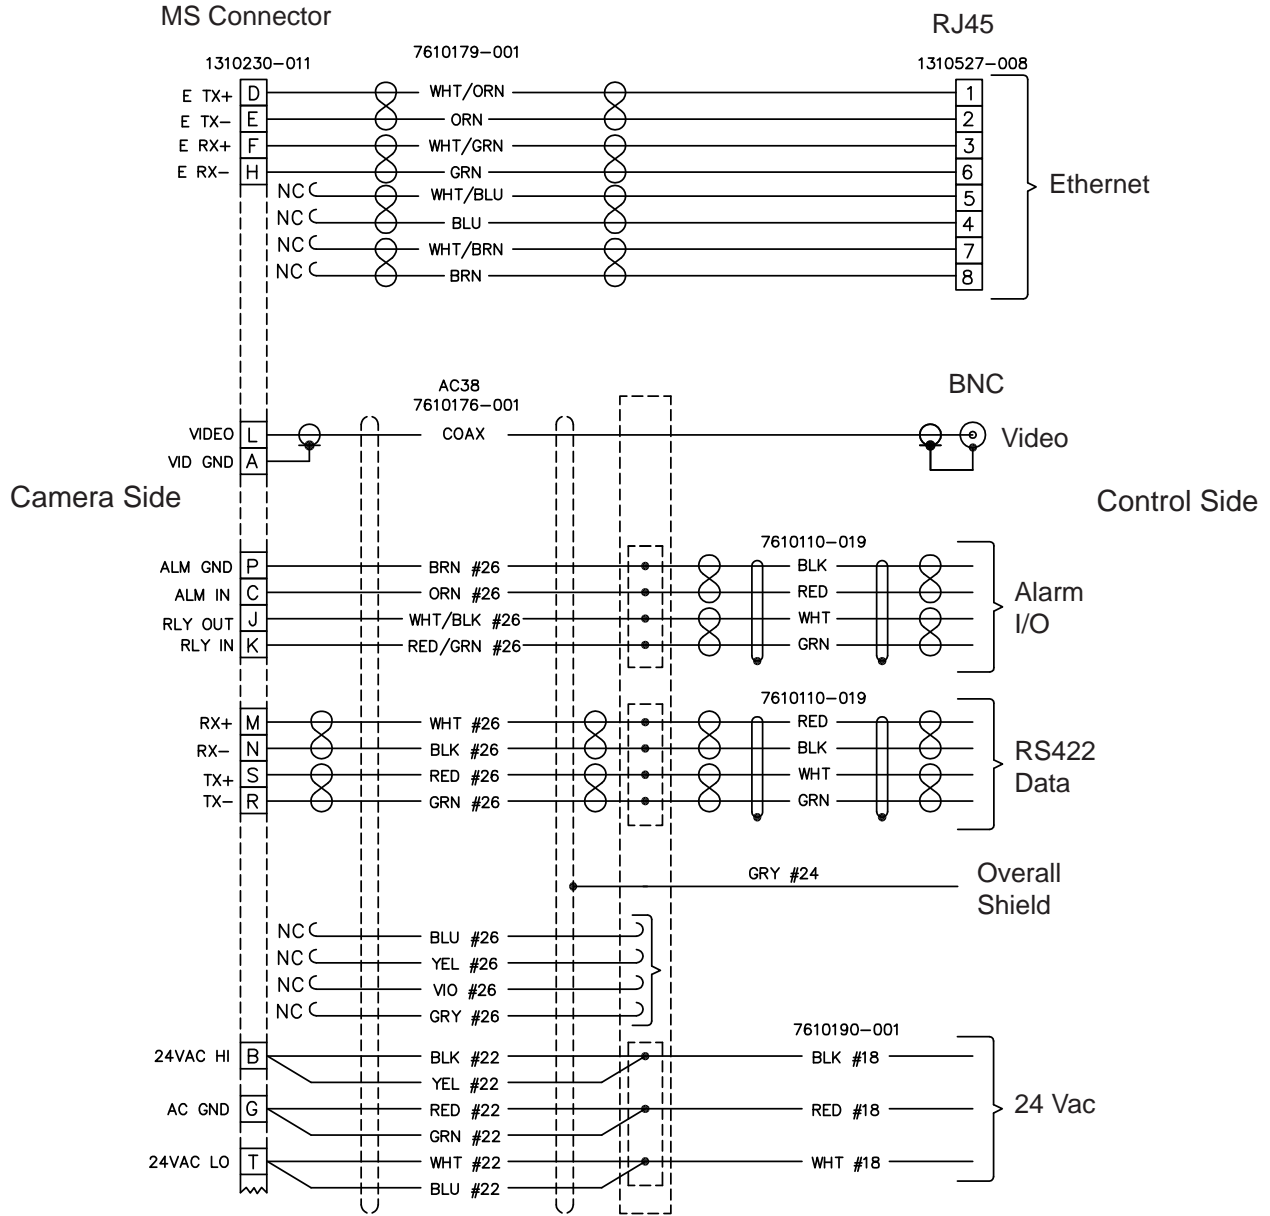 MS Connector
RJ45
7610179-001
1310230-011
1310527-008
E TX+ D WHT/ORN 1
E TX- E ORN 2
E RX+ F WHT/GRN 3
E RX- H GRN 6
NC WHT/BLU 5
Ethernet
NC BLU 4
NC WHT/BRN 7
NC BRN 8
AC38
7610176-001
BNC
VIDEO L COAX Video
VID GND A
Camera Side
Control Side
7610110-019
ALM GND P BRN #26 BLK
ALM IN C ORN #26 RED
RLY OUT J WHT/BLK #26 WHT
RLY IN K RED/GRN #26 GRN
Alarm
I/O
7610110-019
RX+ M WHT #26 RED
RX- N BLK #26 BLK
TX+ S RED #26 WHT
TX- R GRN #26 GRN
RS422
Data
GRY #24
Overall
Shield
NC BLU #26
NC YEL #26
NC VIO #26
NC GRY #26
7610190-001
24VAC HI B BLK #22 BLK #18
YEL #22
AC GND G RED #22 RED #18
24 Vac
GRN #22
24VAC LO T WHT #22 WHT #18
BLU #22